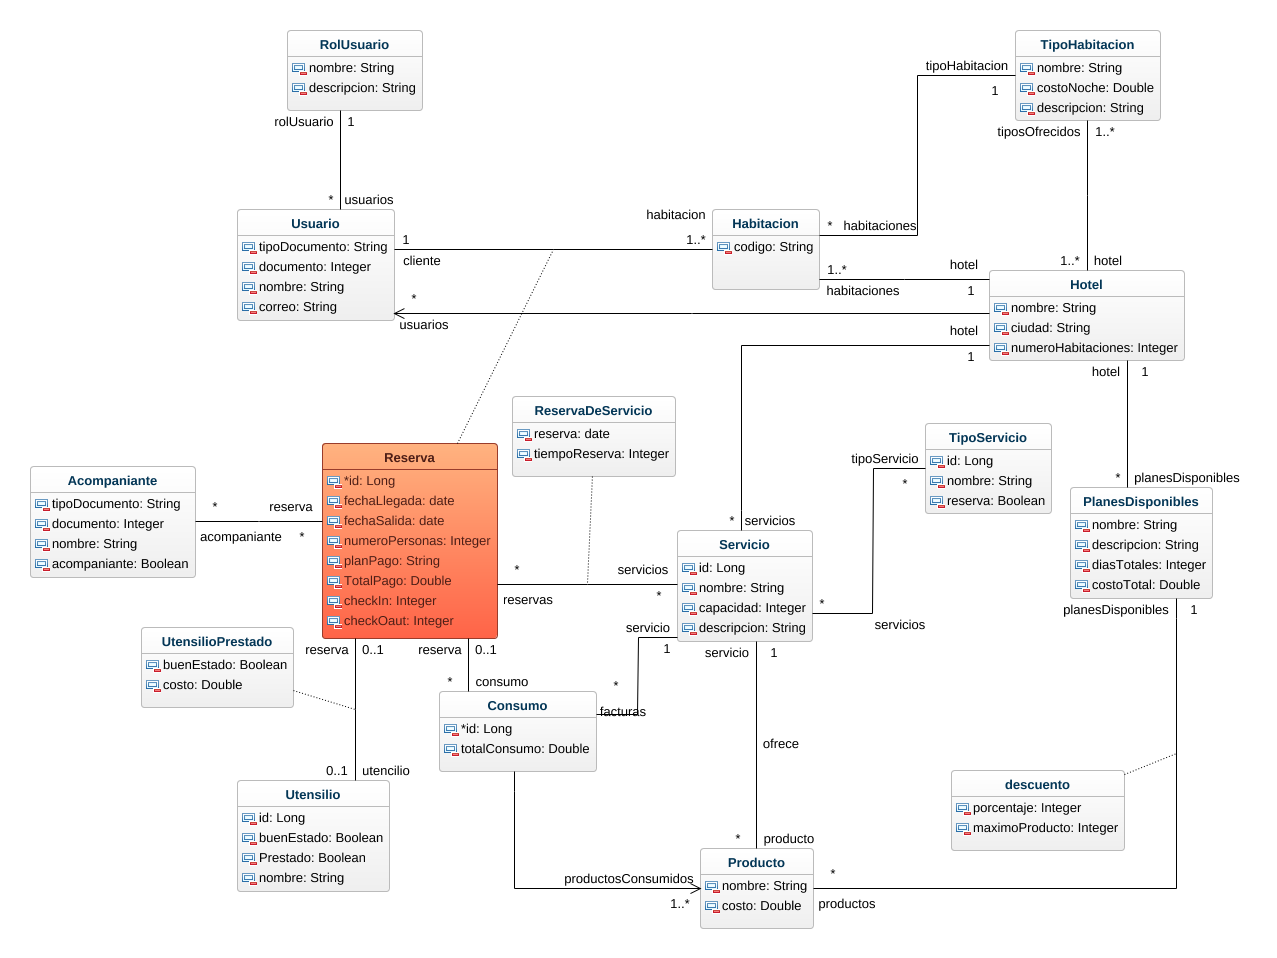 RolUsuario
nombre: String
descripcion: String
rolUsuario
1
*
usuarios
TipoHabitacion
nombre: String
costoNoche: Double
descripcion: String
tipoHabitacion
1
tiposOfrecidos
1..*
Usuario
tipoDocumento: String
documento: Integer
nombre: String
correo: String
1
cliente
habitacion
1..*
*
usuarios
Habitacion
codigo: String
*
habitaciones
1..*
habitaciones
hotel
1
1..*
hotel
Hotel
nombre: String
ciudad: String
numeroHabitaciones: Integer
hotel
1
hotel
1
ReservaDeServicio
reserva: date
tiempoReserva: Integer
TipoServicio
id: Long
nombre: String
reserva: Boolean
tipoServicio
*
*
planesDisponibles
Acompaniante
tipoDocumento: String
documento: Integer
nombre: String
acompaniante: Boolean
*
acompaniante
reserva
*
Reserva
*id: Long
fechaLlegada: date
fechaSalida: date
numeroPersonas: Integer
planPago: String
TotalPago: Double
checkIn: Integer
checkOaut: Integer
*
reservas
servicios
*
*
servicios
Servicio
id: Long
nombre: String
capacidad: Integer
descripcion: String
*
servicios
servicio
1
servicio
1
PlanesDisponibles
nombre: String
descripcion: String
diasTotales: Integer
costoTotal: Double
planesDisponibles
1
UtensilioPrestado
buenEstado: Boolean
costo: Double
reserva
0..1
reserva
0..1
*
consumo
*
facturas
Consumo
*id: Long
totalConsumo: Double
ofrece
0..1
utencilio
Utensilio
id: Long
buenEstado: Boolean
Prestado: Boolean
nombre: String
descuento
porcentaje: Integer
maximoProducto: Integer
*
producto
Producto
nombre: String
costo: Double
productosConsumidos
1..*
*
productos